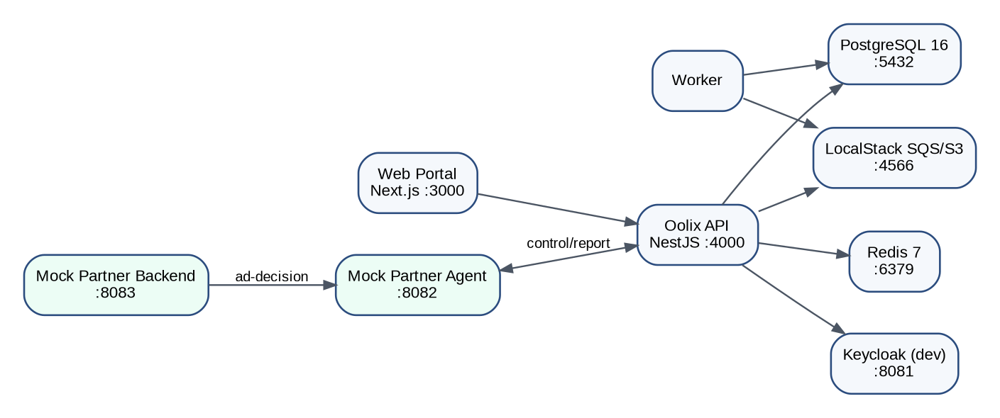 PostgreSQL 16
:5432
Worker
LocalStack SQS/S3
:4566
Web Portal
Next.js :3000
Oolix API
NestJS :4000
control/report
Redis 7
:6379
Mock Partner Backend
:8083
ad-decision
Mock Partner Agent
:8082
Keycloak (dev)
:8081